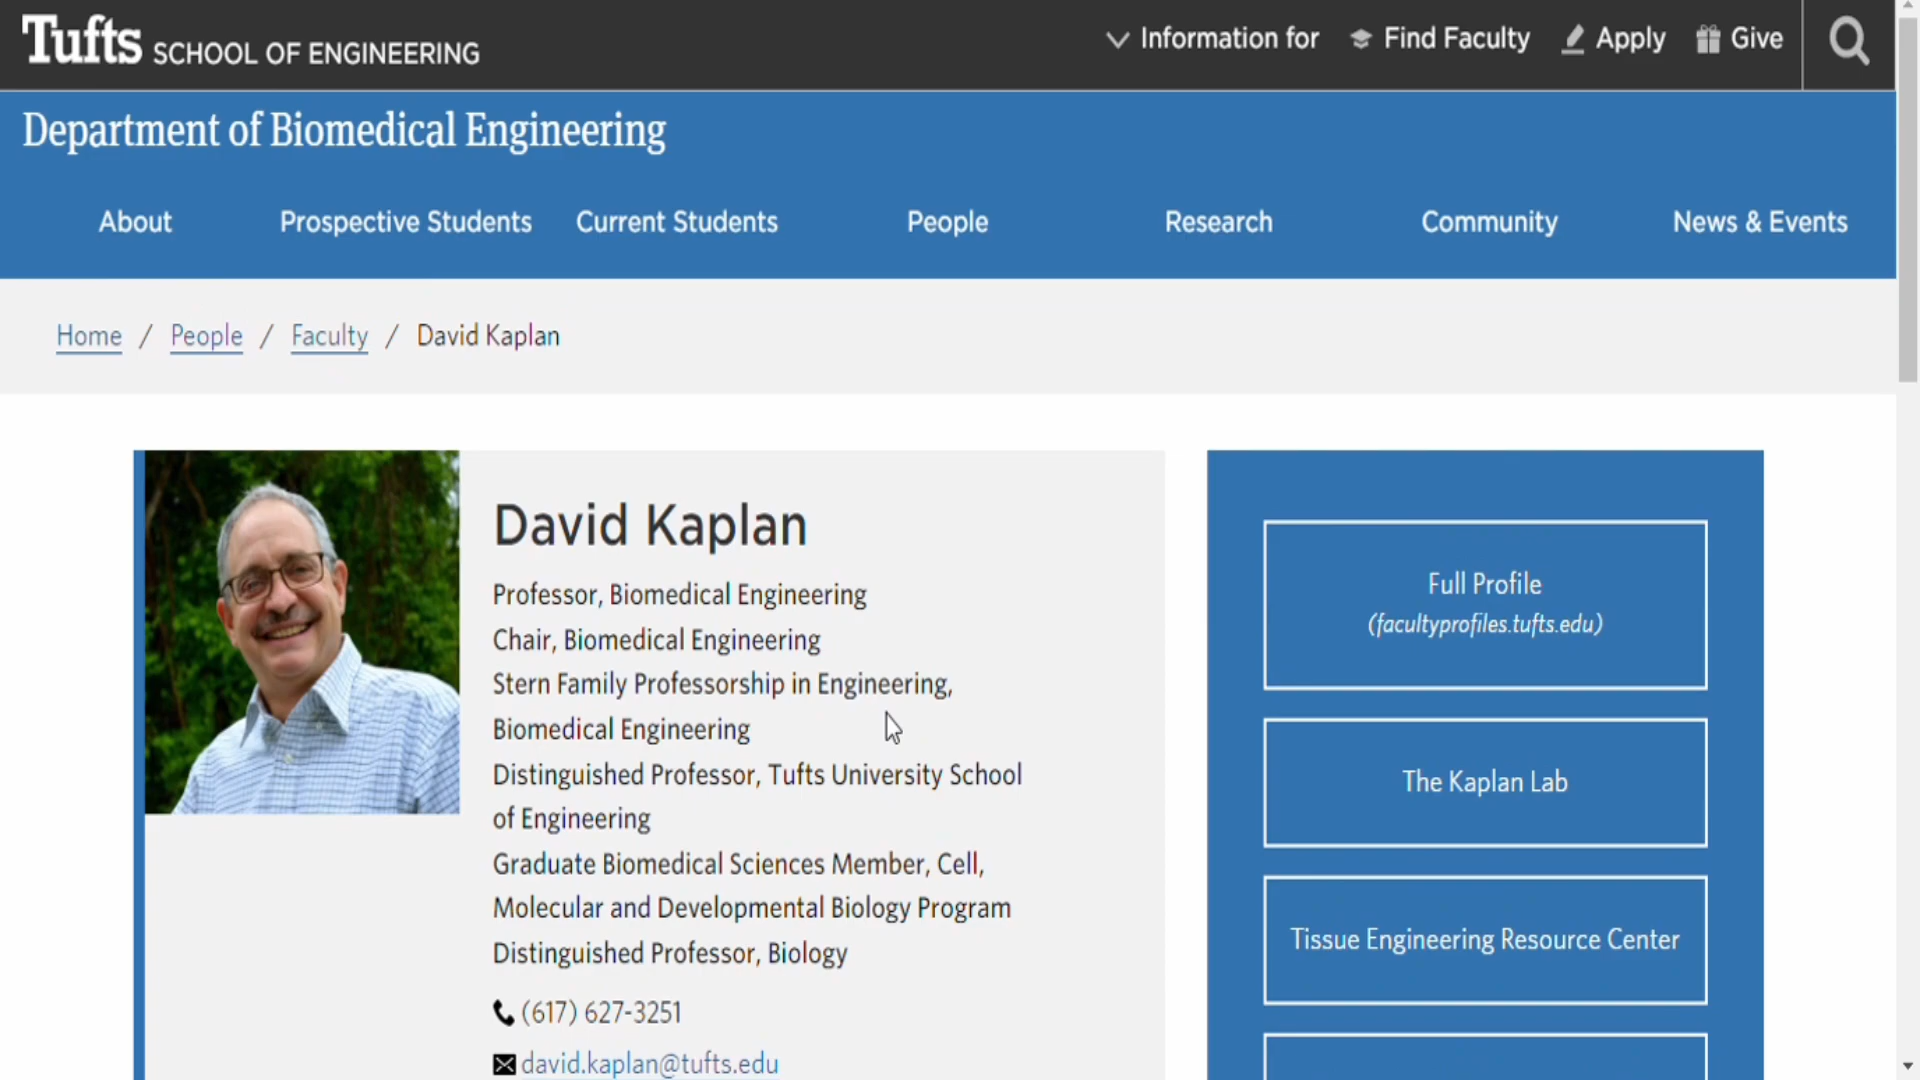 Tufts SCHOOL OF ENGINEERING
Information for
Find Faculty
Apply
Give
Department of Biomedical Engineering
About
Prospective Students
Current Students
People
Research
Community
News & Events
Home / People / Faculty / David Kaplan
David Kaplan
Professor, Biomedical Engineering
Chair, Biomedical Engineering
Stern Family Professorship in Engineering,
Biomedical Engineering
Distinguished Professor, Tufts University School
of Engineering
Graduate Biomedical Sciences Member, Cell,
Molecular and Developmental Biology Program
Distinguished Professor, Biology
(617) 627-3251
david.kaplan@tufts.edu
Full Profile
(facultyprofiles.tufts.edu)
The Kaplan Lab
Tissue Engineering Resource Center